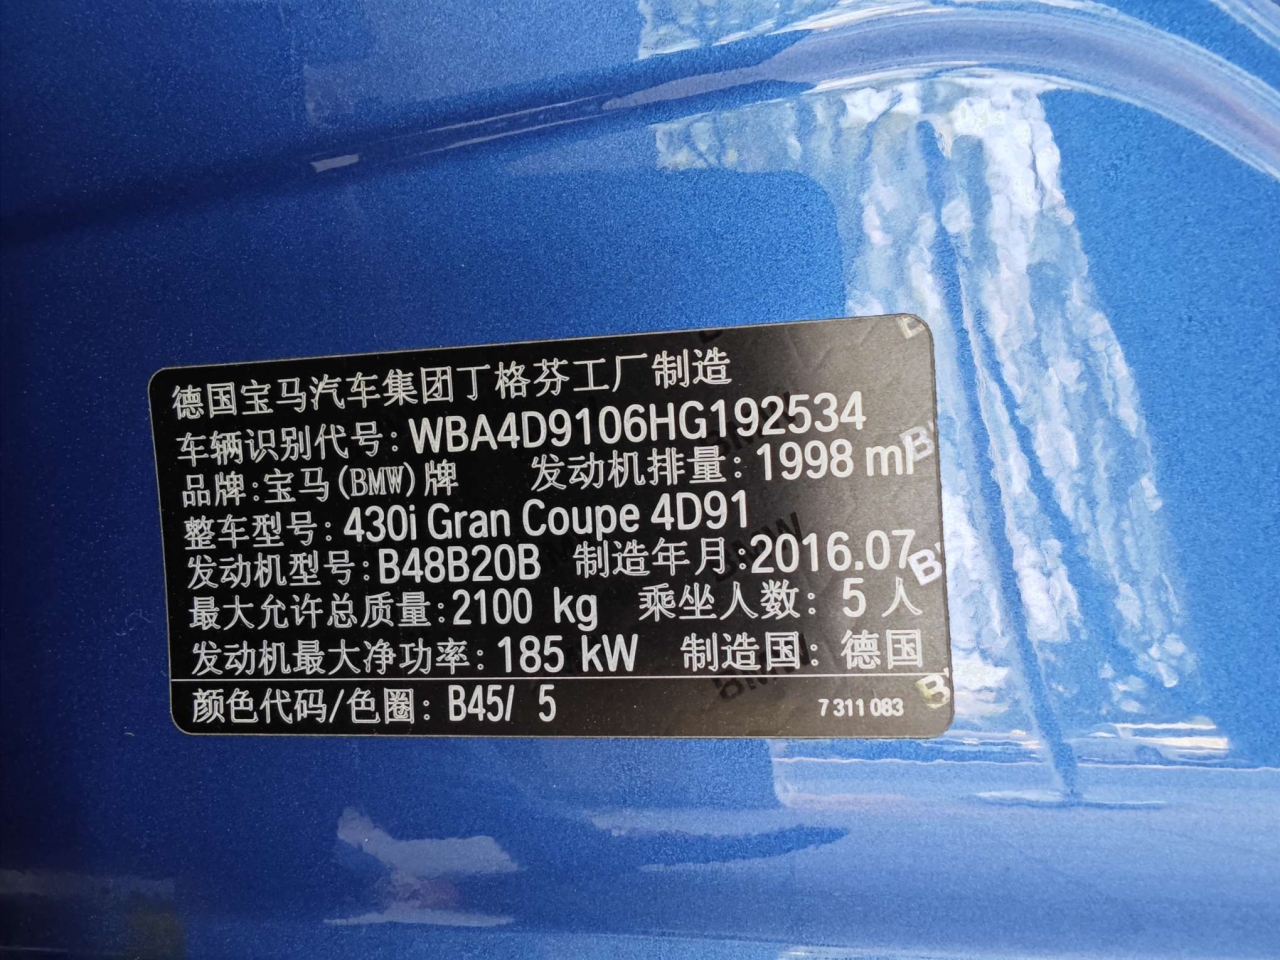 德国宝马汽车集团丁格芬工厂制造
车辆识别代号: WBA4D9106HG192534
品牌:宝马(BMW)牌 发动机排量: 1998 ml
整车型号: 430i Gran Coupe 4D91
发动机型号:B48B20B 制造年月:2016.07
最大允许总质量:2100 kg 乘坐人数: 5 人
发动机最大净功率: 185 kW 制造国: 德国
颜色代码/色圈: B45/ 5 7 311 083